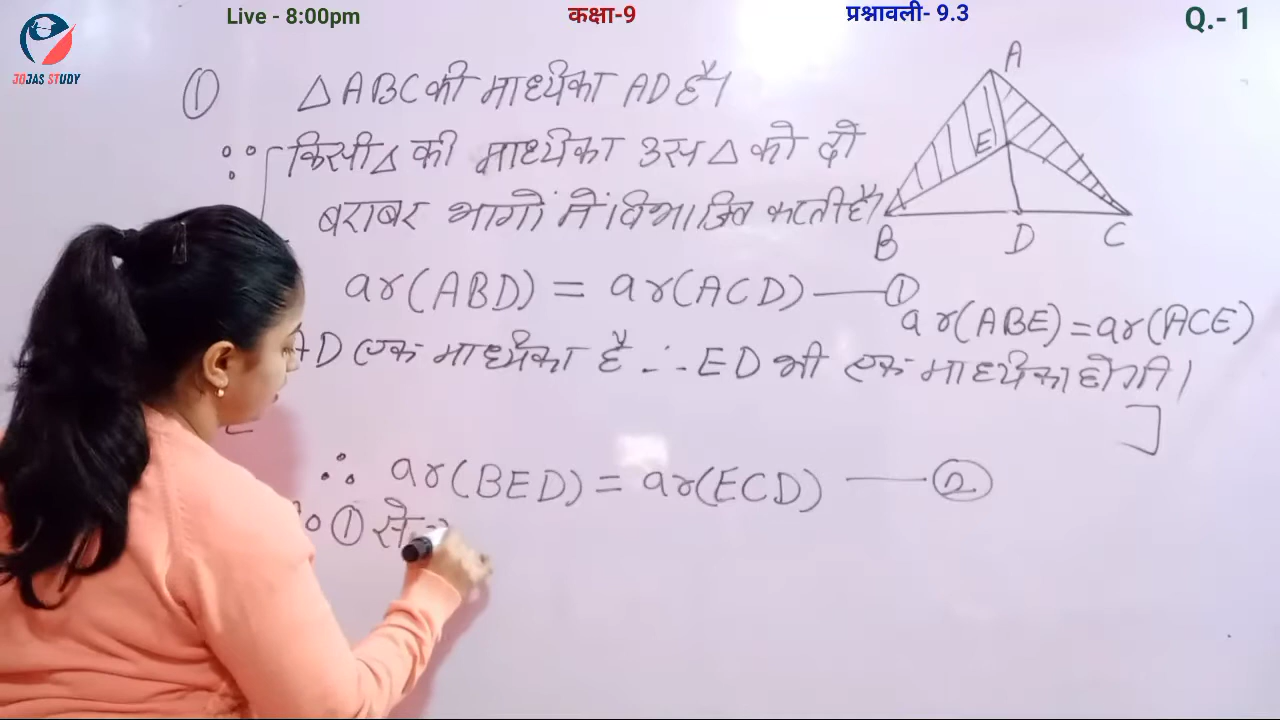 Live - 8:00pm
कक्षा-9
प्रश्नावली- 9.3
Q.- 1
JOJAS STUDY
① △ABC की माध्यिका AD है।
∵ किसी △ की माध्यिका उस △ को दो
बराबर भागों में विभाजित करती है।
A
E
B D C
ar(ABD) = ar(ACD) — ①
ar(ABE) = ar(ACE)
AD एक माध्यिका है ∴ ED भी एक माध्यिका होगी।
∴ ar(BED) = ar(ECD) — ②
① से